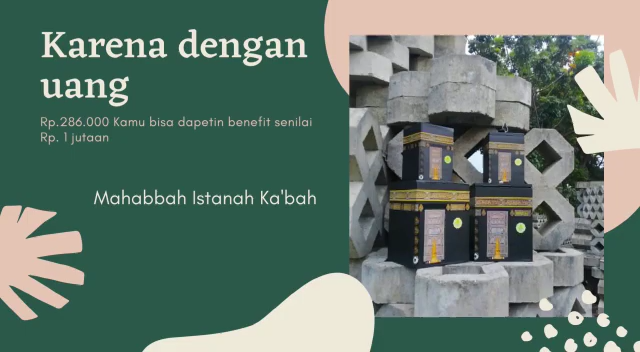 Karena dengan
uang
Rp.286.000 Kamu bisa dapetin benefit senilai
Rp. 1 jutaan
Mahabbah Istanah Ka'bah